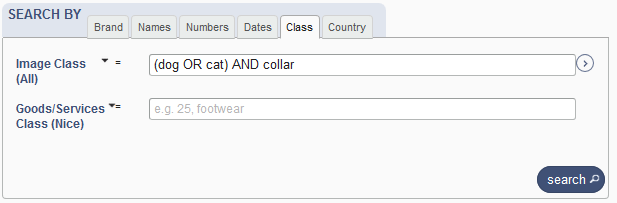 SEARCH BY
Brand Names Numbers Dates Class Country
Image Class (All) = (dog OR cat) AND collar
Goods/Services Class (Nice) = e.g. 25, footwear
search